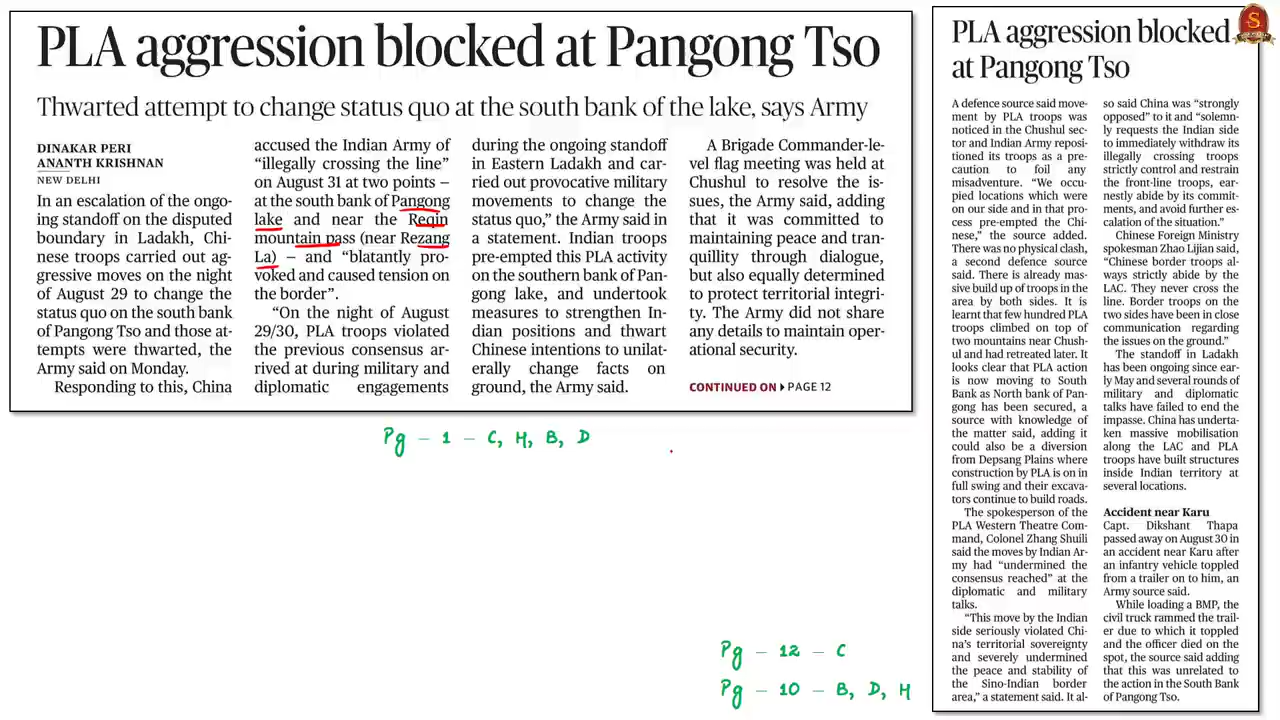 PLA aggression blocked at Pangong Tso
Thwarted attempt to change status quo at the south bank of the lake, says Army
DINAKAR PERI
ANANTH KRISHNAN
NEW DELHI
In an escalation of the ongo-
ing standoff on the disputed
boundary in Ladakh, Chi-
nese troops carried out ag-
gressive moves on the night
of August 29 to change the
status quo on the south bank
of Pangong Tso and those at-
tempts were thwarted, the
Army said on Monday.
Responding to this, China
accused the Indian Army of
“illegally crossing the line”
on August 31 at two points –
at the south bank of Pangong
lake and near the Reqin
mountain pass (near Rezang
La) – and “blatantly pro-
voked and caused tension on
the border”.
“On the night of August
29/30, PLA troops violated
the previous consensus ar-
rived at during military and
diplomatic engagements
during the ongoing standoff
in Eastern Ladakh and car-
ried out provocative military
movements to change the
status quo,” the Army said in
a statement. Indian troops
pre-empted this PLA activity
on the southern bank of Pan-
gong lake, and undertook
measures to strengthen In-
dian positions and thwart
Chinese intentions to unilat-
erally change facts on
ground, the Army said.
A Brigade Commander-le-
vel flag meeting was held at
Chushul to resolve the is-
sues, the Army said, adding
that it was committed to
maintaining peace and tran-
quillity through dialogue,
but also equally determined
to protect territorial integri-
ty. The Army did not share
any details to maintain oper-
ational security.
CONTINUED ON PAGE 12
Pg – 1 – C, H, B, D
PLA aggression blocked
at Pangong Tso
A defence source said move-
ment by PLA troops was
noticed in the Chushul sec-
tor and Indian Army reposi-
tioned its troops as a pre-
caution to foil any
misadventure. “We occu-
pied locations which were
on our side and in that pro-
cess pre-empted the Chi-
nese,” the source added.
There was no physical clash,
a second defence source
said. There is already mas-
sive build up of troops in the
area by both sides. It is
learnt that few hundred PLA
troops climbed on top of
two mountains near Chush-
ul and had retreated later. It
looks clear that PLA action
is now moving to South
Bank as North bank of Pan-
gong has been secured, a
source with knowledge of
the matter said, adding it
could also be a diversion
from Depsang Plains where
construction by PLA is on in
full swing and their excava-
tors continue to build roads.
The spokesperson of the
PLA Western Theatre Com-
mand, Colonel Zhang Shuili
said the moves by Indian Ar-
my had “undermined the
consensus reached” at the
diplomatic and military
talks.
“This move by the Indian
side seriously violated Chi-
na’s territorial sovereignty
and severely undermined
the peace and stability of
the Sino-Indian border
area,” a statement said. It al-
so said China was “strongly
opposed” to it and “solemn-
ly requests the Indian side
to immediately withdraw its
illegally crossing troops
strictly control and restrain
the front-line troops, ear-
nestly abide by its commit-
ments, and avoid further es-
calation of the situation.”
Chinese Foreign Ministry
spokesman Zhao Lijian said,
“Chinese border troops al-
ways strictly abide by the
LAC. They never cross the
line. Border troops on the
two sides have been in close
communication regarding
the issues on the ground.”
The standoff in Ladakh
has been ongoing since ear-
ly May and several rounds of
military and diplomatic
talks have failed to end the
impasse. China has underta-
ken massive mobilisation
along the LAC and PLA
troops have built structures
inside Indian territory at
several locations.
Accident near Karu
Capt. Dikshant Thapa
passed away on August 30 in
an accident near Karu after
an infantry vehicle toppled
from a trailer on to him, an
Army source said.
While loading a BMP, the
civil truck rammed the trail-
er due to which it toppled
and the officer died on the
spot, the source said adding
that this was unrelated to
the action in the South Bank
of Pangong Tso.
Pg – 12 – C
Pg – 10 – B, D, H